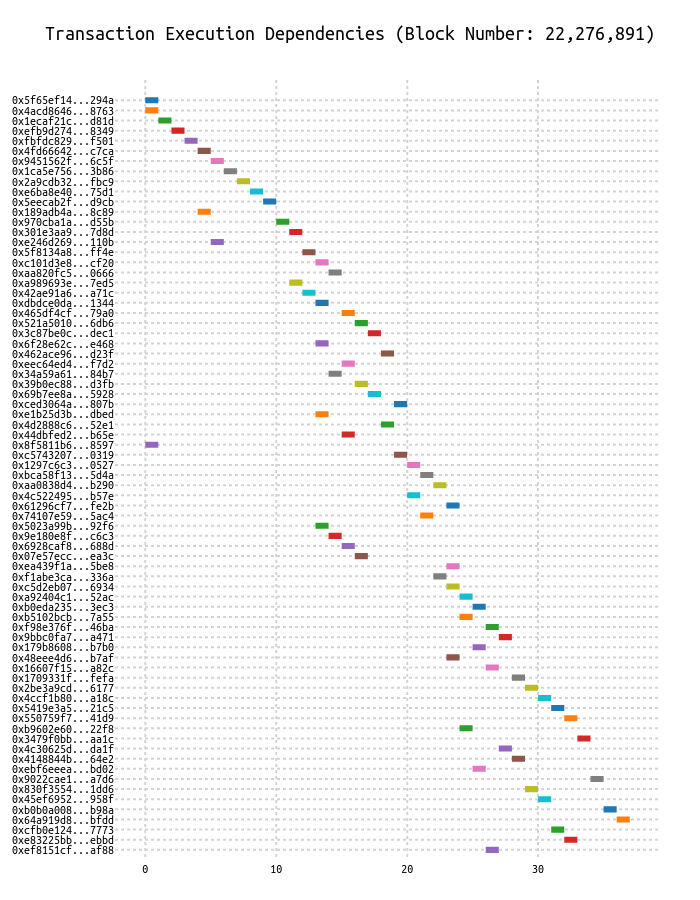 Transaction Execution Dependencies (Block Number: 22,276,891)
0x5f65ef14...294a
0x4acd8646...8763
0x1ecaf21c...d81d
0xefb9d274...8349
0xfbfdc829...f501
0x4fd66642...c7ca
0x9451562f...6c5f
0x1ca5e756...3b86
0x2a9cdb32...fbc9
0xe6ba8e40...75d1
0x5eecab2f...d9cb
0x189adb4a...8c89
0x970cba1a...d55b
0x301e3aa9...7d8d
0xe246d269...110b
0x5f8134a8...ff4e
0xc101d3e8...cf20
0xaa820fc5...0666
0xa989693e...7ed5
0x42ae91a6...a71c
0xdbdce0da...1344
0x465df4cf...79a0
0x521a5010...6db6
0x3c87be0c...dec1
0x6f28e62c...e468
0x462ace96...d23f
0xeec64ed4...f7d2
0x34a59a61...84b7
0x39b0ec88...d3fb
0x69b7ee8a...5928
0xced3064a...807b
0xe1b25d3b...dbed
0x4d2888c6...52e1
0x44dbfed2...b65e
0x8f5811b6...8597
0xc5743207...0319
0x1297c6c3...0527
0xbca58f13...5d4a
0xaa0838d4...b290
0x4c522495...b57e
0x61296cf7...fe2b
0x74107e59...5ac4
0x5023a99b...92f6
0x9e180e8f...c6c3
0x6928caf8...688d
0x07e57ecc...ea3c
0xea439f1a...5be8
0xf1abe3ca...336a
0xc5d2eb07...6934
0xa92404c1...52ac
0xb0eda235...3ec3
0xb5102bcb...7a55
0xf98e376f...46ba
0x9bbc0fa7...a471
0x179b8608...b7b0
0x48eee4d6...b7af
0x16607f15...a82c
0x1709331f...fefa
0x2be3a9cd...6177
0x4ccf1b80...a18c
0x5419e3a5...21c5
0x550759f7...41d9
0xb9602e60...22f8
0x3479f0bb...aa1c
0x4c30625d...da1f
0x4148844b...64e2
0xebf6eeea...bd02
0x9022cae1...a7d6
0x830f3554...1dd6
0x45ef6952...958f
0xb0b0a008...b98a
0x64a919d8...bfdd
0xcfb0e124...7773
0xe83225bb...ebbd
0xef8151cf...af88
0 10 20 30